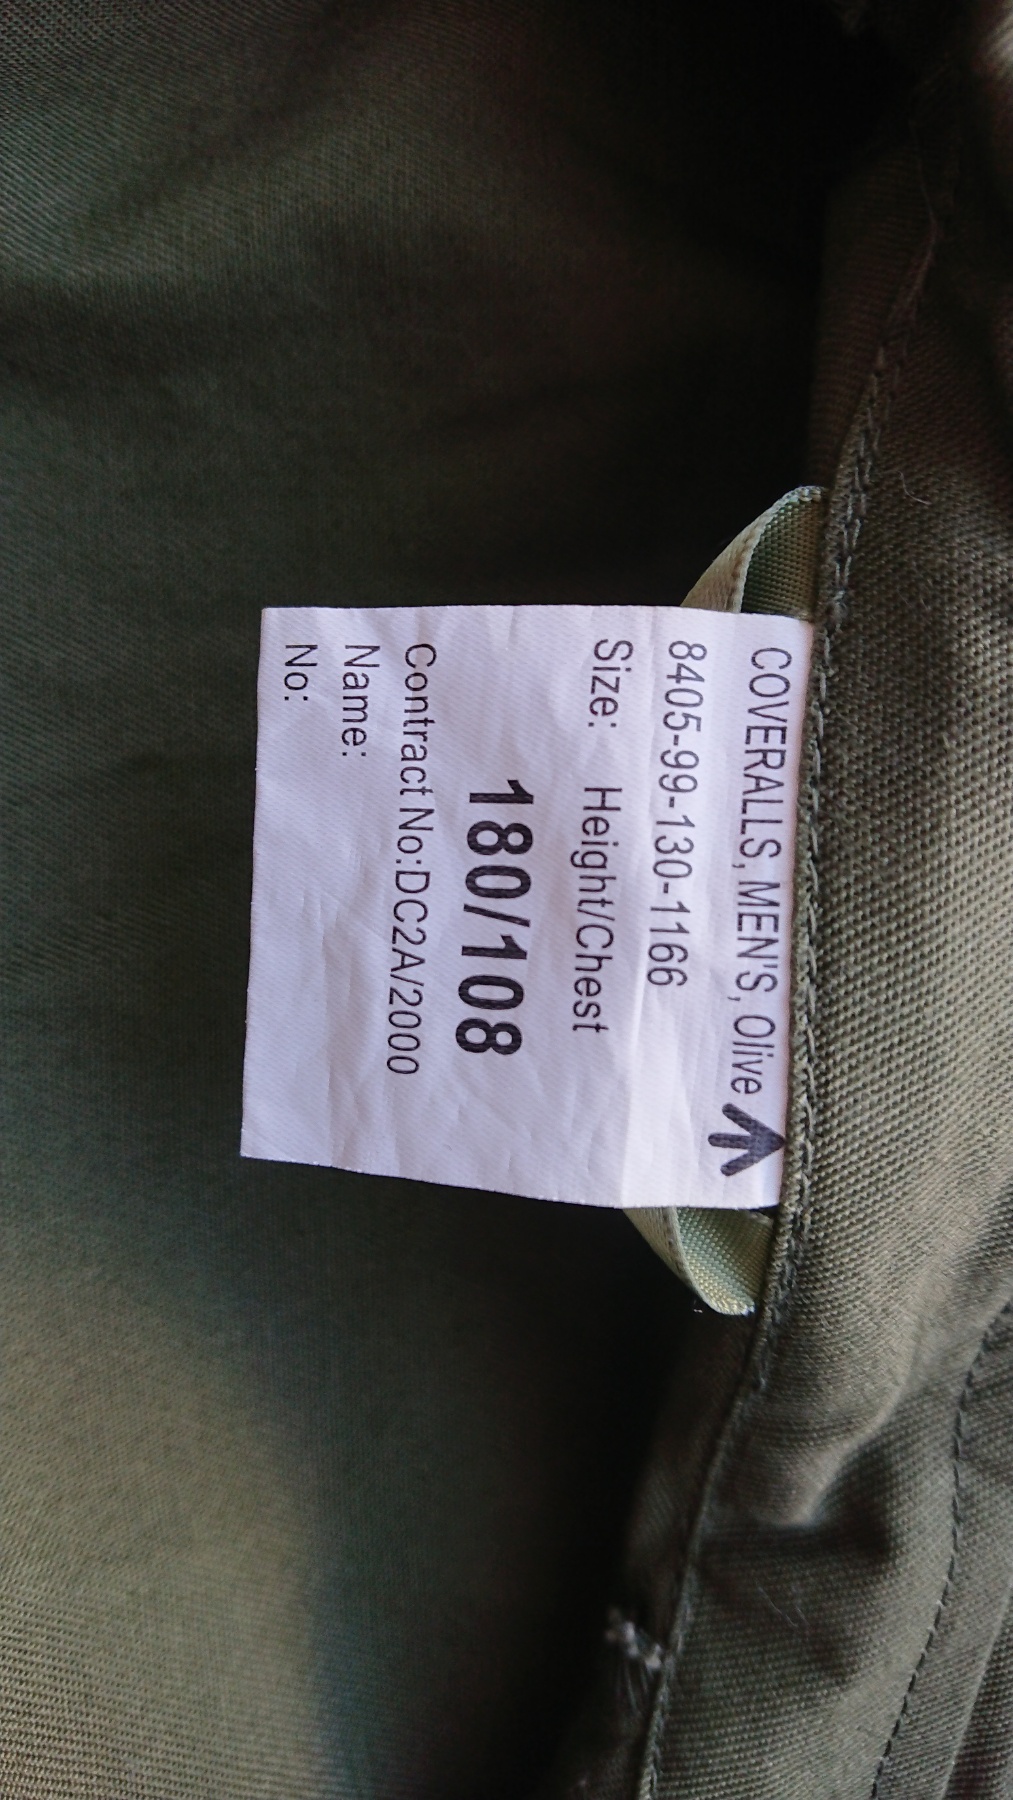 COVERALLS, MEN'S, Olive
8405-99-130-1166
Size: Height/Chest
180/108
Contract No:DC2A/2000
Name:
No: